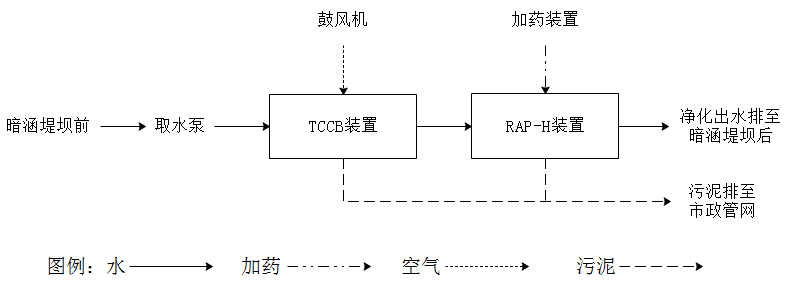 鼓风机
加药装置
暗涵堤坝前
取水泵
TCCB装置
RAP-H装置
净化出水排至
暗涵堤坝后
污泥排至
市政管网
图例：水
加药
空气
污泥